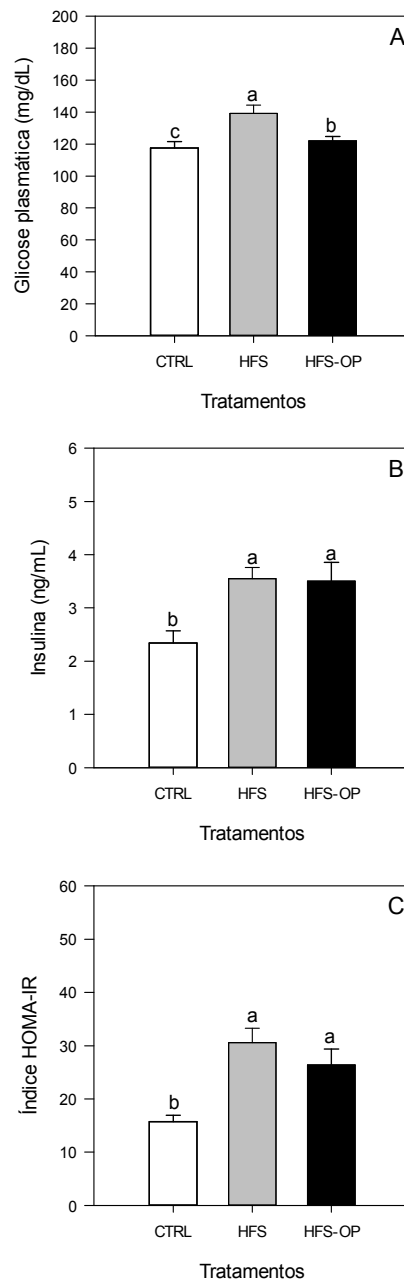 A
Glicose plasmática (mg/dL)
200
180
160
140
120
100
80
60
40
20
0
c
a
b
CTRL
HFS
HFS-OP
Tratamentos
B
Insulina (ng/mL)
6
5
4
3
2
1
0
b
a
a
CTRL
HFS
HFS-OP
Tratamentos
C
Índice HOMA-IR
60
50
40
30
20
10
0
b
a
a
CTRL
HFS
HFS-OP
Tratamentos